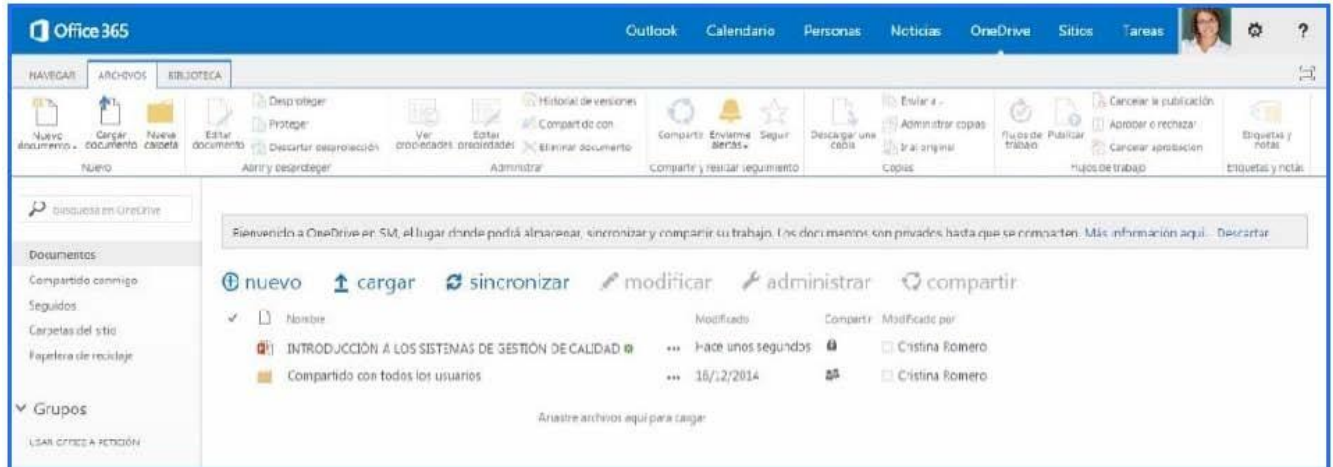 Office 365
Outlook Calendario Personas Noticias OneDrive Sitios Tareas ?
NAVEGAR ARCHIVOS BIBLIOTECA
Nuevo documento
Cargar documento
Nueva carpeta
Nuevo
Editar documento
Desproteger
Proteger
Descartar desprotección
Abrir y desproteger
Ver propiedades
Editar propiedades
Historial de versiones
Compartido con
Eliminar documento
Administrar
Compartir
Enviarme alertas
Seguir
Compartir y realizar seguimiento
Descargar una copia
Enviar a
Administrar copias
Ir al original
Copias
Flujos de trabajo
Publicar
Cancelar la publicación
Aprobar o rechazar
Cancelar aprobación
Flujos de trabajo
Etiquetas y notas
Etiquetas y notas
búsqueda en OneDrive
Bienvenido a OneDrive en SM, el lugar donde podrá almacenar, sincronizar y compartir su trabajo. Los documentos son privados hasta que se comparten. Más información aquí... Descartar
Documentos
Compartido conmigo
Seguidos
Carpetas del sitio
Papelera de reciclaje
Grupos
USAR OFFICE A PETICIÓN
nuevo cargar sincronizar modificar administrar compartir
Nombre Modificado Compartir Modificado por
INTRODUCCIÓN A LOS SISTEMAS DE GESTIÓN DE CALIDAD ... Hace unos segundos Cristina Romero
Compartido con todos los usuarios ... 16/12/2014 Cristina Romero
Arrastre archivos aquí para cargar